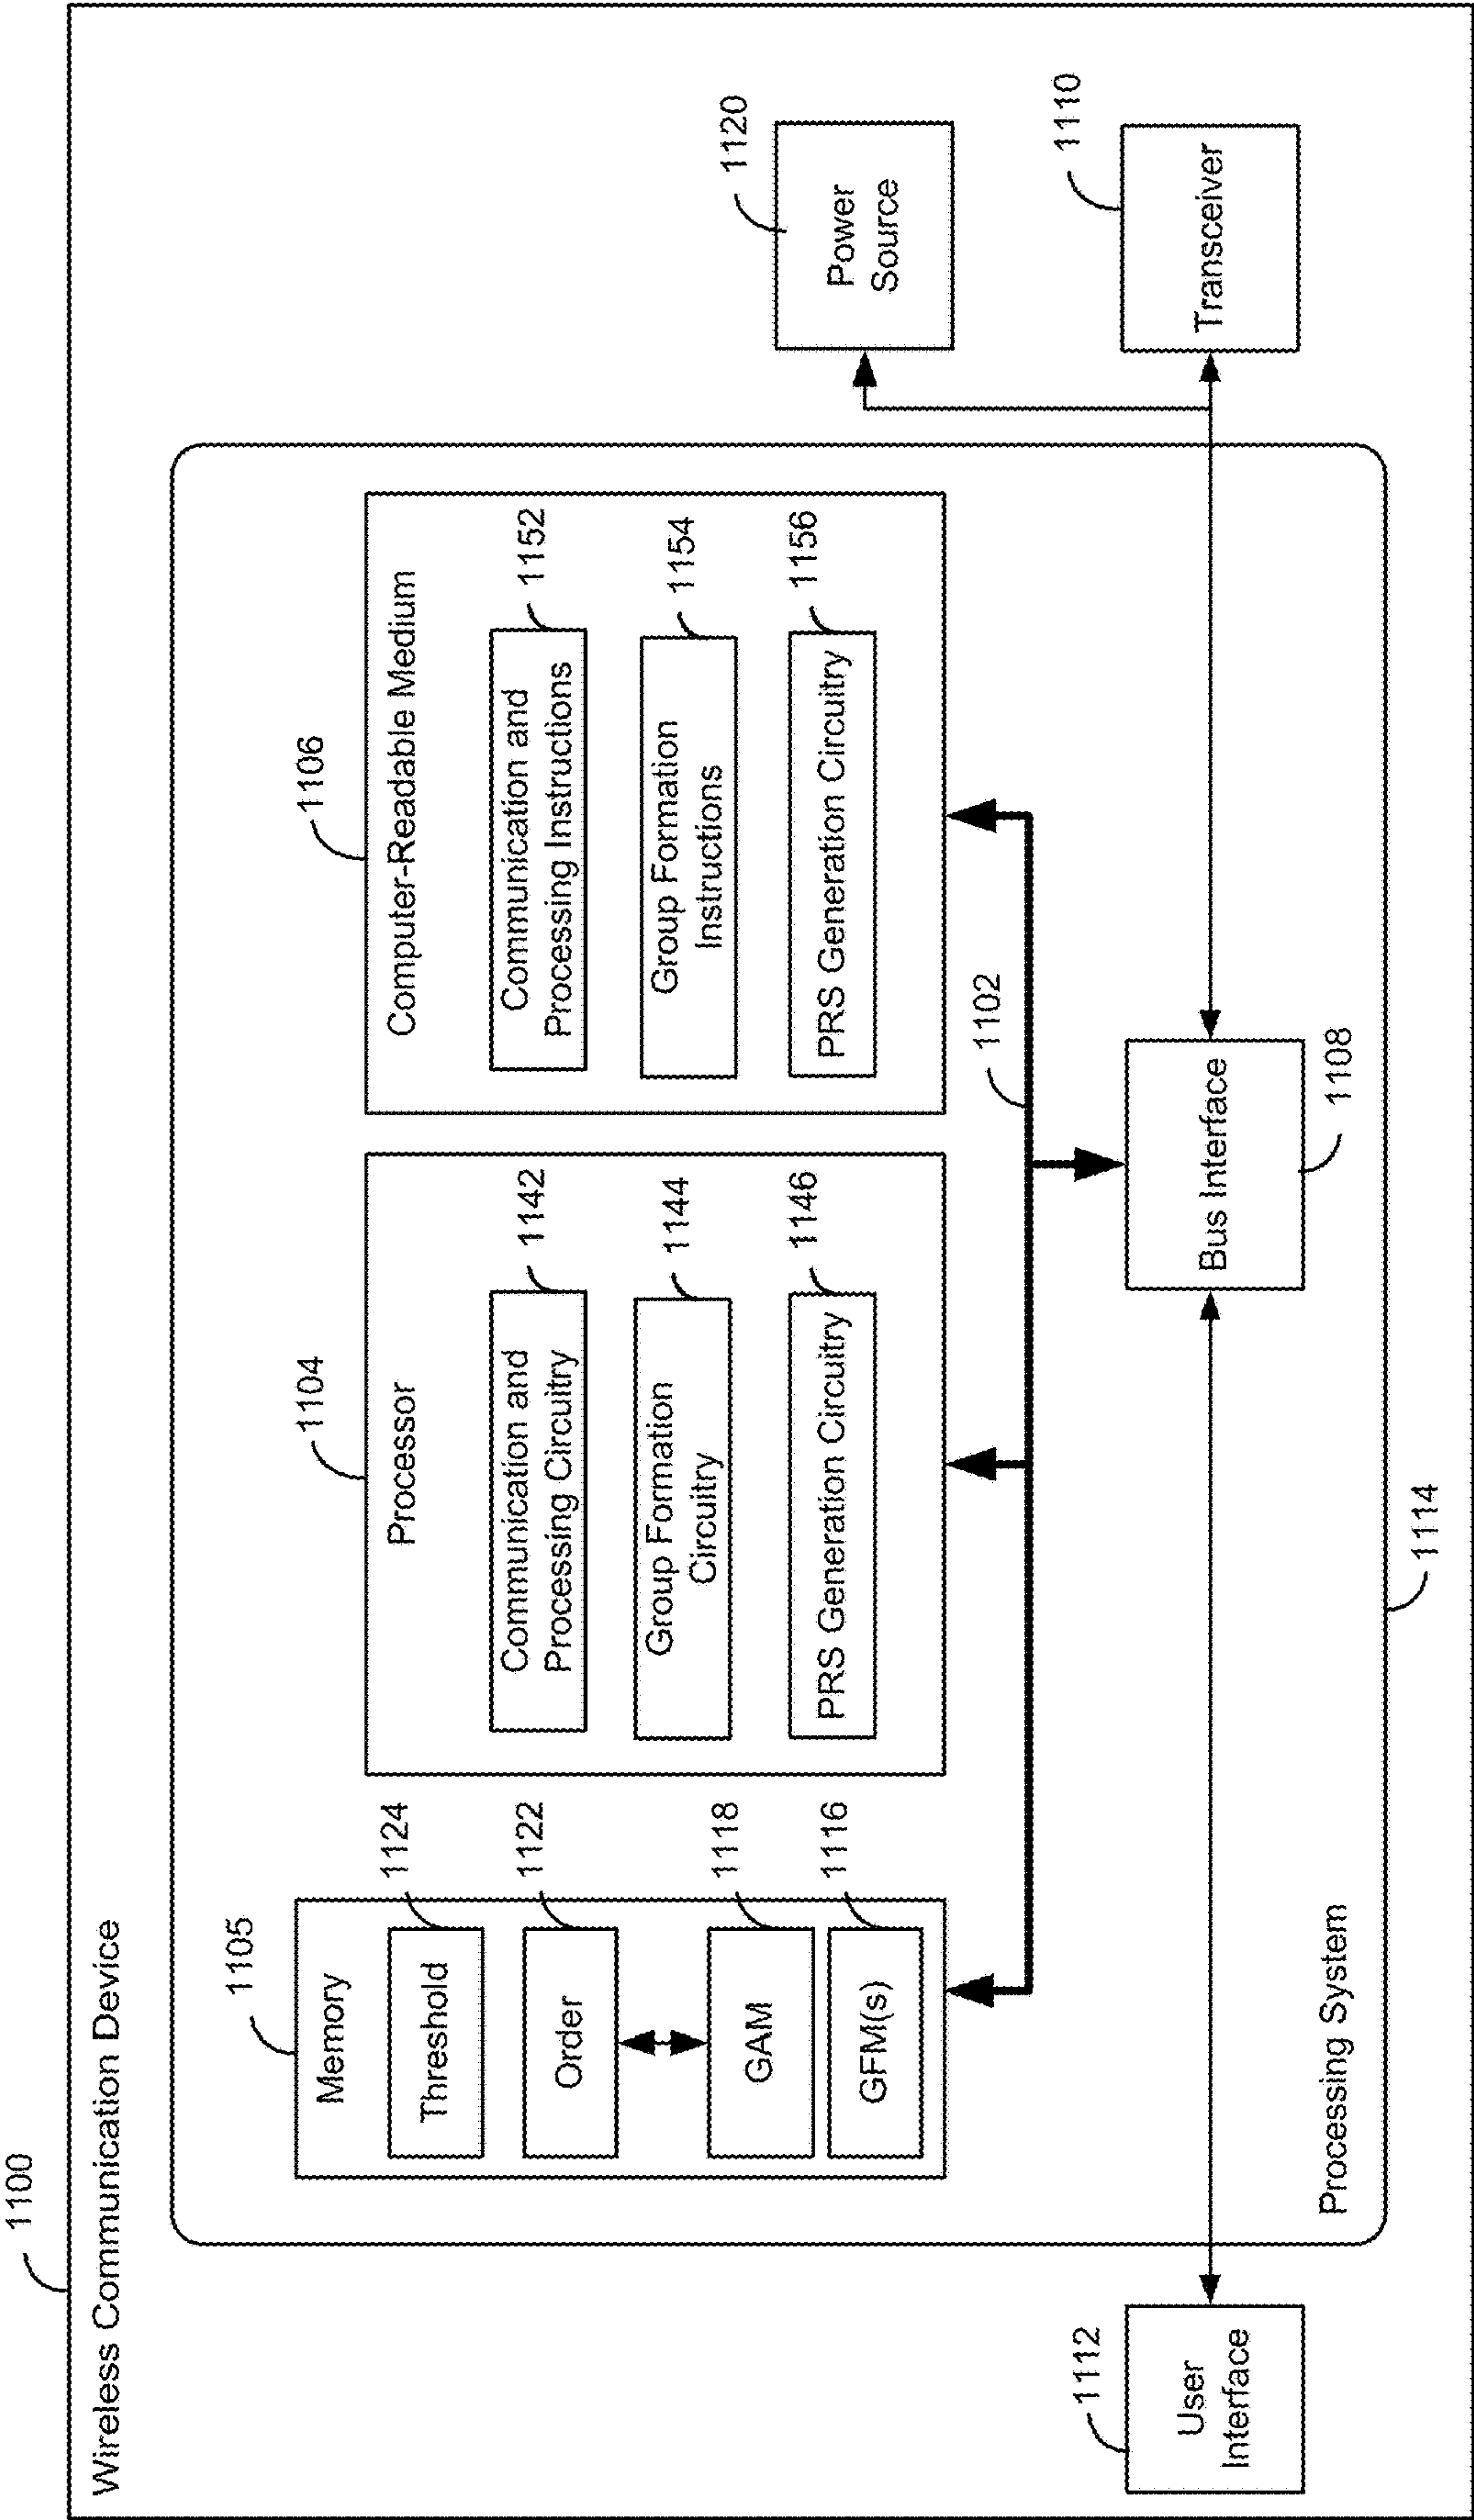 1100
Wireless Communication Device
1105
Memory
1124
Threshold
1122
Order
1118
GAM
1116
GFM(s)
1104
Processor
1142
Communication and
Processing Circuitry
1144
Group Formation
Circuitry
1146
PRS Generation Circuitry
1106
Computer-Readable Medium
1152
Communication and
Processing Instructions
1154
Group Formation
Instructions
1156
PRS Generation Circuitry
1102
1120
Power
Source
1112
User
Interface
Bus Interface
1108
1110
Transceiver
Processing System
1114